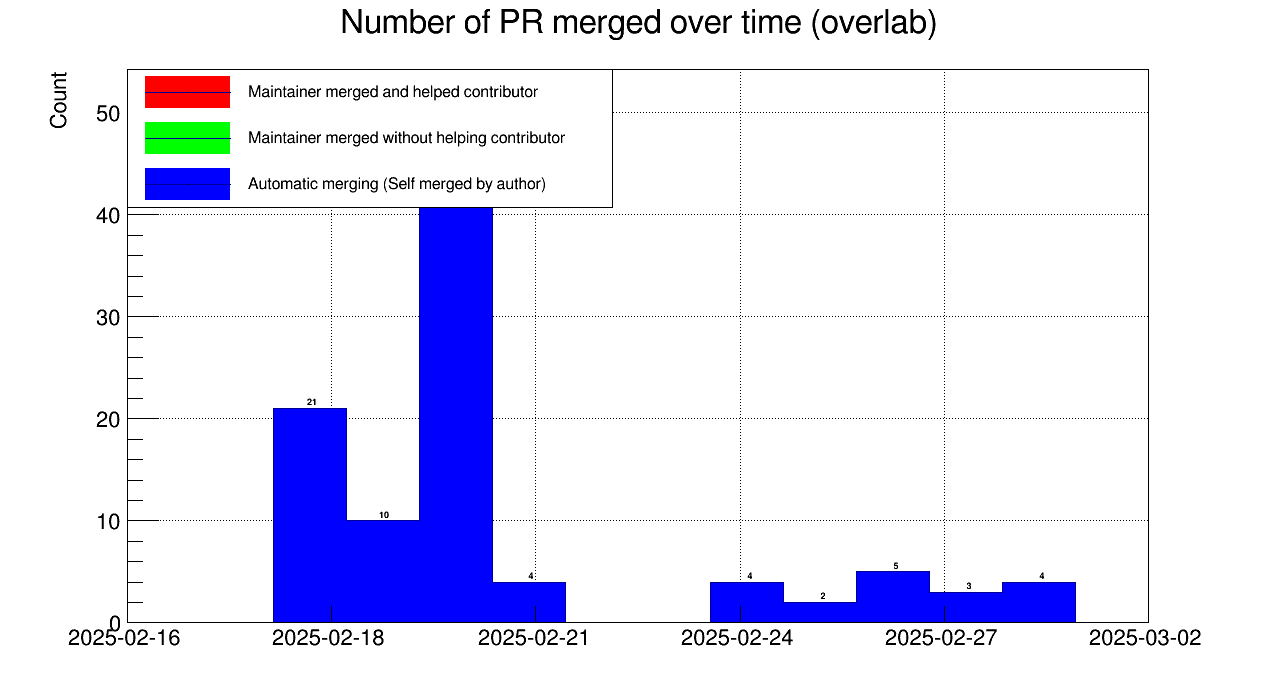 Number of PR merged over time (overlab)
Count
Maintainer merged and helped contributor
Maintainer merged without helping contributor
Automatic merging (Self merged by author)
50
40
30
20
10
0
21
10
4
4
2
5
3
4
2025-02-16 2025-02-18 2025-02-21 2025-02-24 2025-02-27 2025-03-02